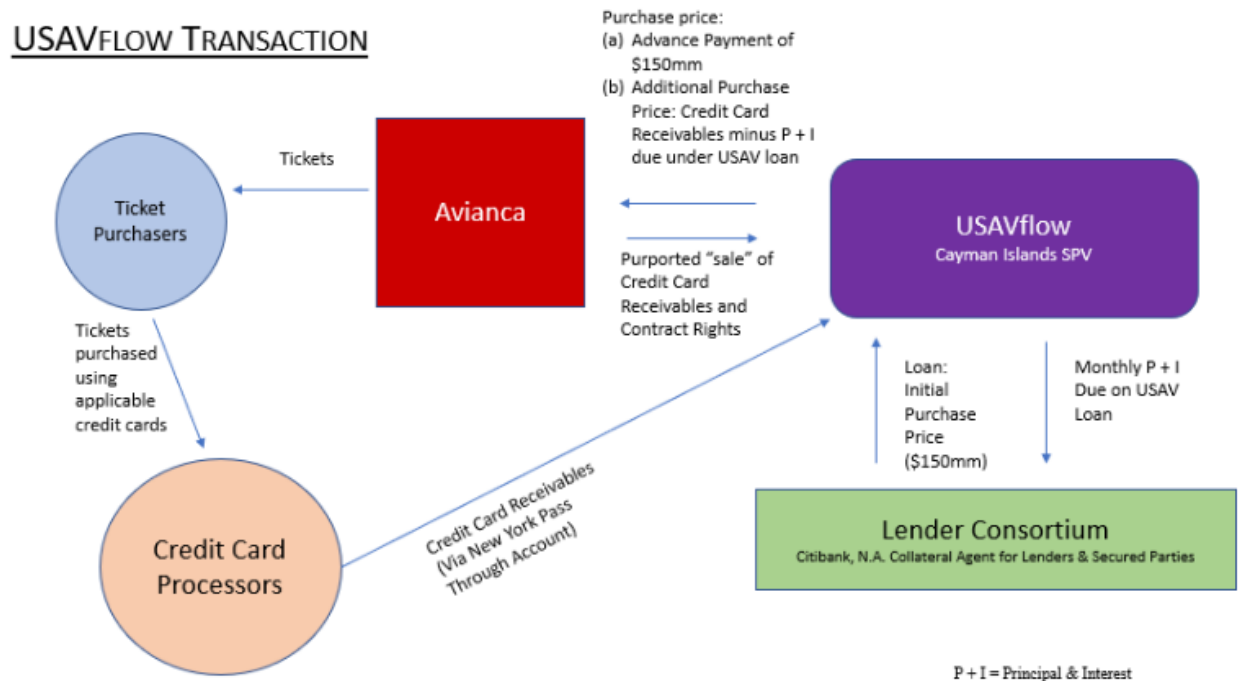 USAVFLOW TRANSACTION
Purchase price:
(a) Advance Payment of
$150mm
(b) Additional Purchase
Price: Credit Card
Receivables minus P + I
due under USAV loan
Tickets
Ticket
Purchasers
Avianca
USAVflow
Cayman Islands SPV
Purported “sale” of
Credit Card
Receivables and
Contract Rights
Tickets
purchased
using
applicable
credit cards
Loan:
Initial
Purchase
Price
($150mm)
Monthly P + I
Due on USAV
Loan
Credit Card Receivables
(Via New York Pass
Through Account)
Credit Card
Processors
Lender Consortium
Citibank, N.A. Collateral Agent for Lenders & Secured Parties
P + I = Principal & Interest